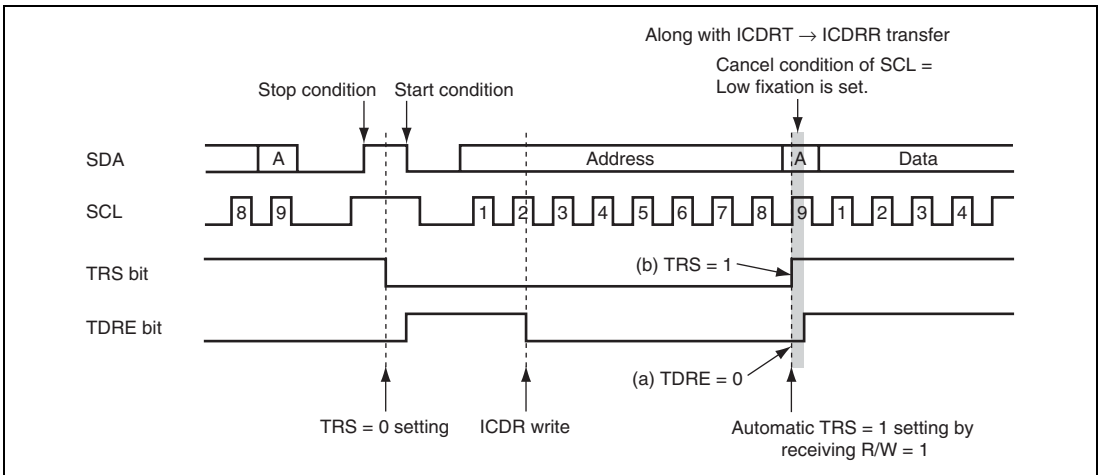 Along with ICDRT → ICDRR transfer
Cancel condition of SCL =
Low fixation is set.
Stop condition Start condition
SDA A Address A Data
SCL 8 9 1 2 3 4 5 6 7 8 9 1 2 3 4
TRS bit (b) TRS = 1
TDRE bit
(a) TDRE = 0
TRS = 0 setting ICDR write Automatic TRS = 1 setting by
receiving R/W = 1